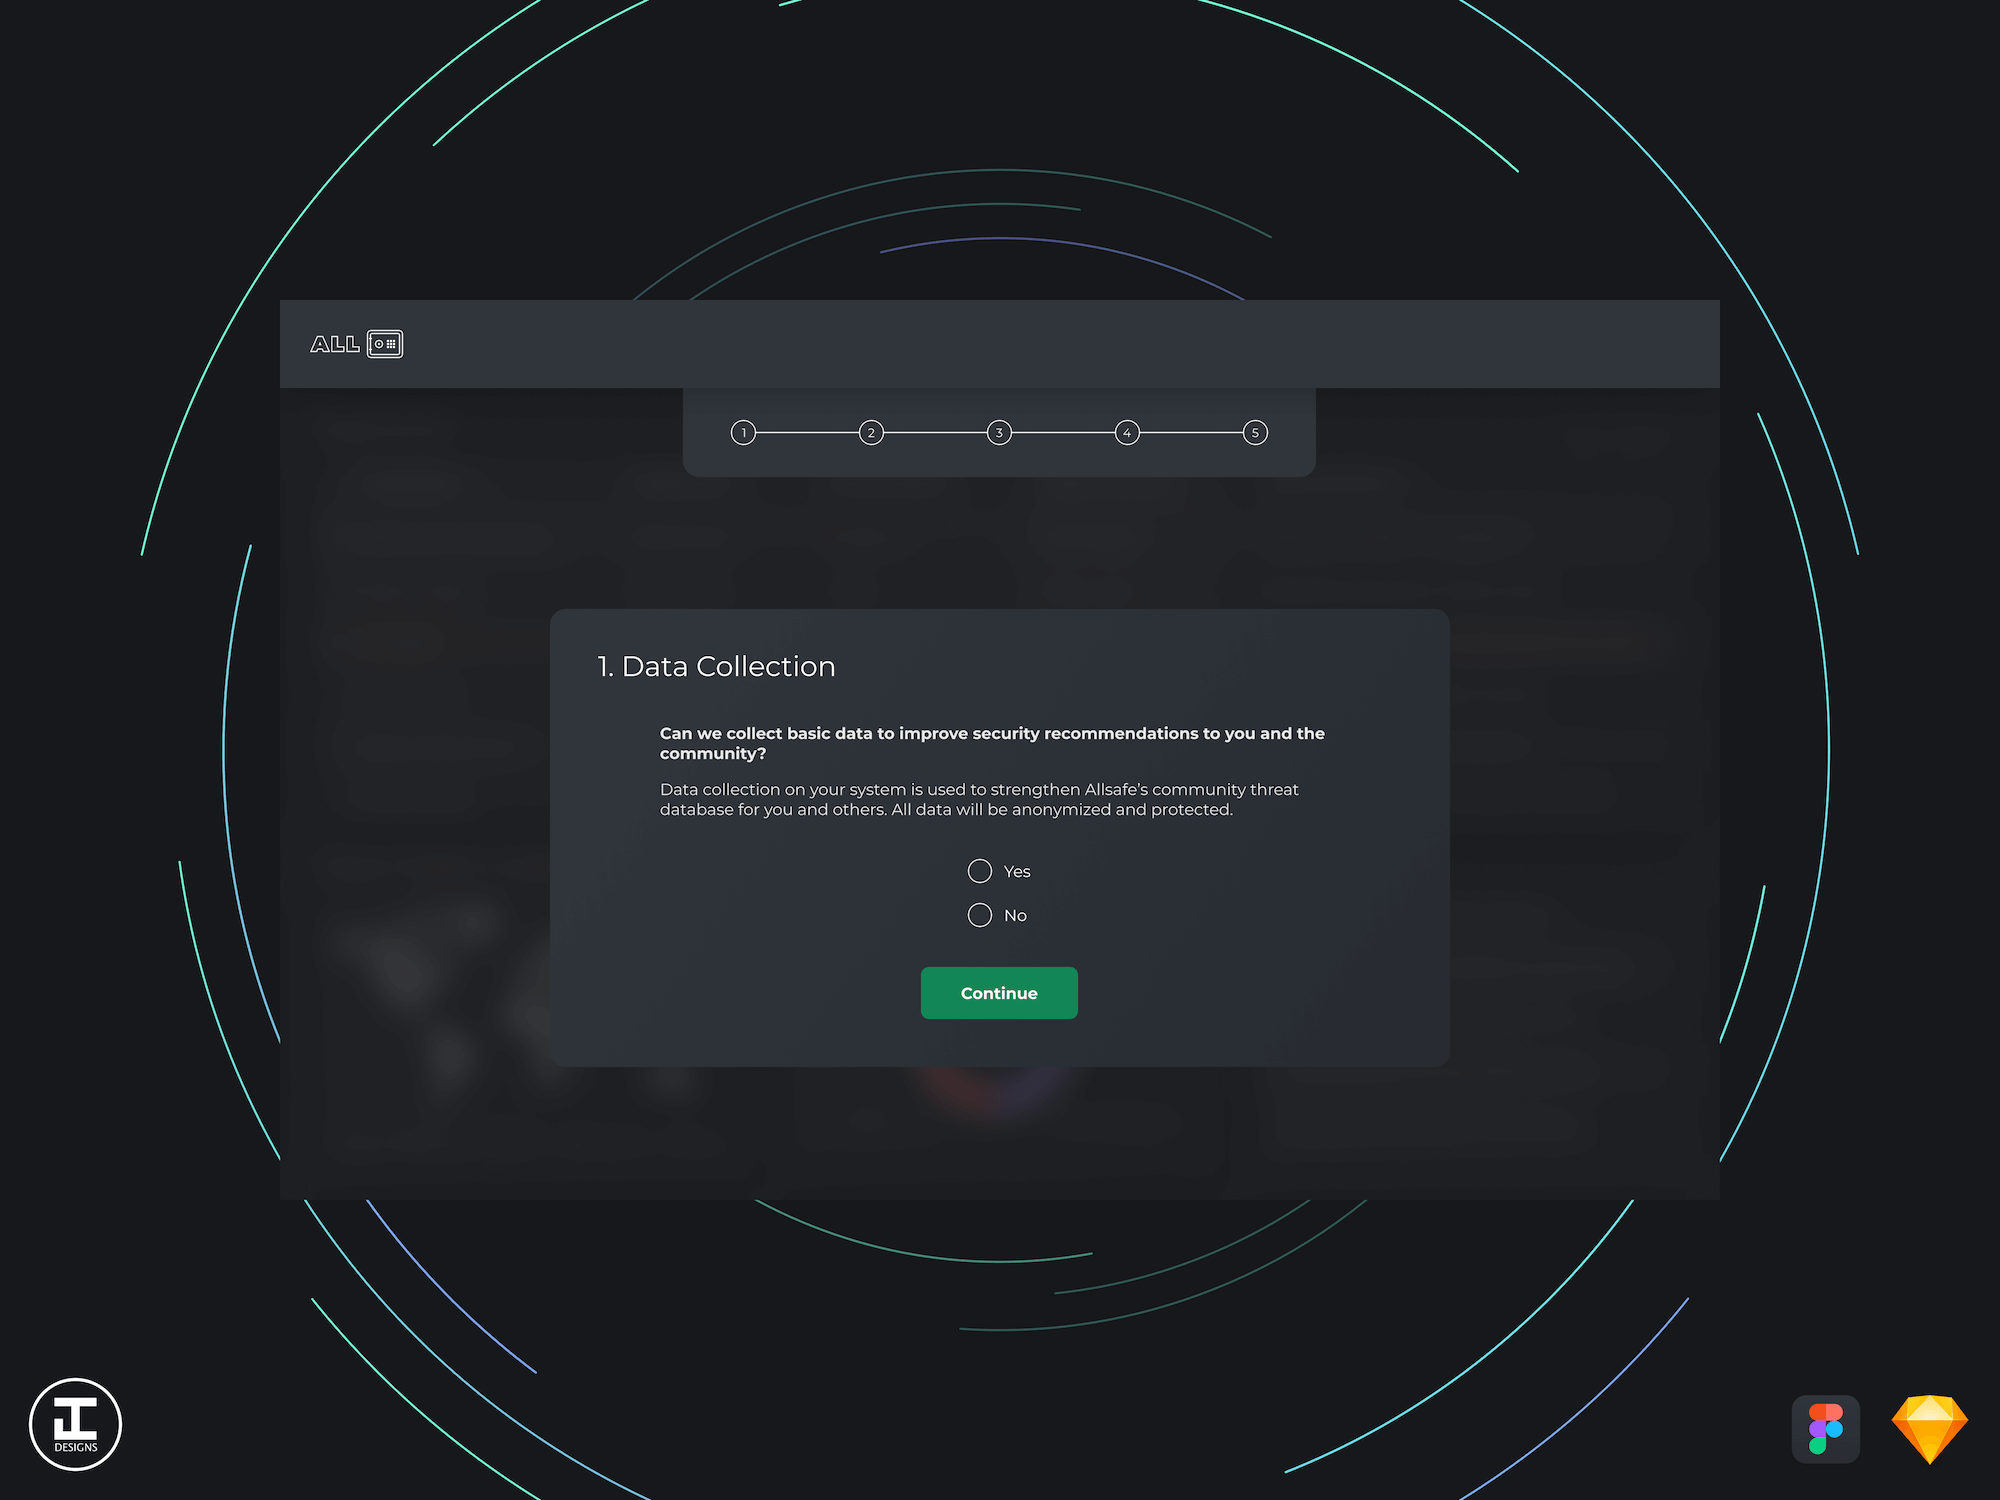 ALL
1 2 3 4 5
1. Data Collection
Can we collect basic data to improve security recommendations to you and the
community?
Data collection on your system is used to strengthen Allsafe's community threat
database for you and others. All data will be anonymized and protected.
Yes
No
Continue
JI
DESIGNS